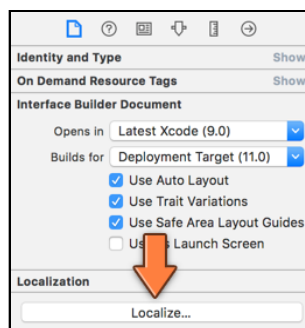 Identity and Type Show
On Demand Resource Tags Show
Interface Builder Document
Opens in Latest Xcode (9.0)
Builds for Deployment Target (11.0)
Use Auto Layout
Use Trait Variations
Use Safe Area Layout Guides
Launch Screen
Localization
Localize...